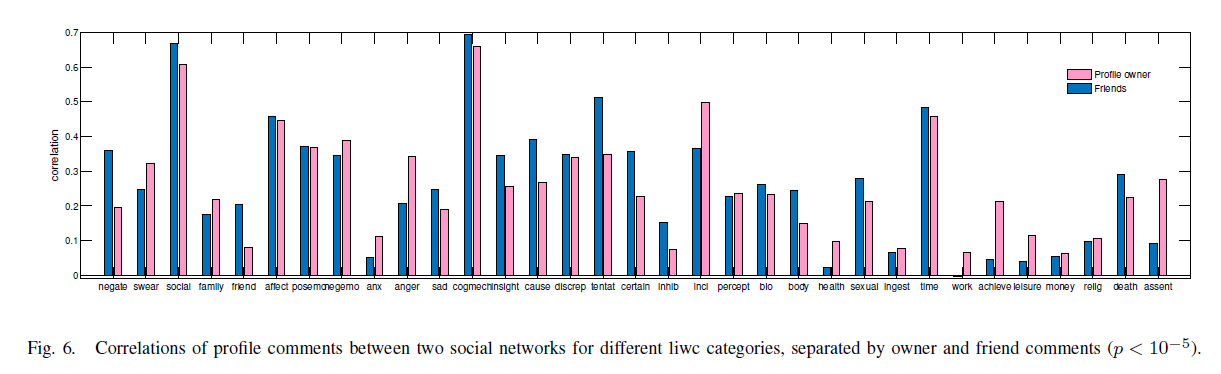 0.7
0.6
0.5
0.4
0.3
0.2
0.1
0
correlation
Profile owner
Friends
negate swear social family friend affect posemo negemo anx anger sad cogmech insight cause discrep tentat certain inhib incl percept bio body health sexual ingest time work achieve leisure money relig death assent
Fig. 6. Correlations of profile comments between two social networks for different liwc categories, separated by owner and friend comments (p < 10⁻⁵).